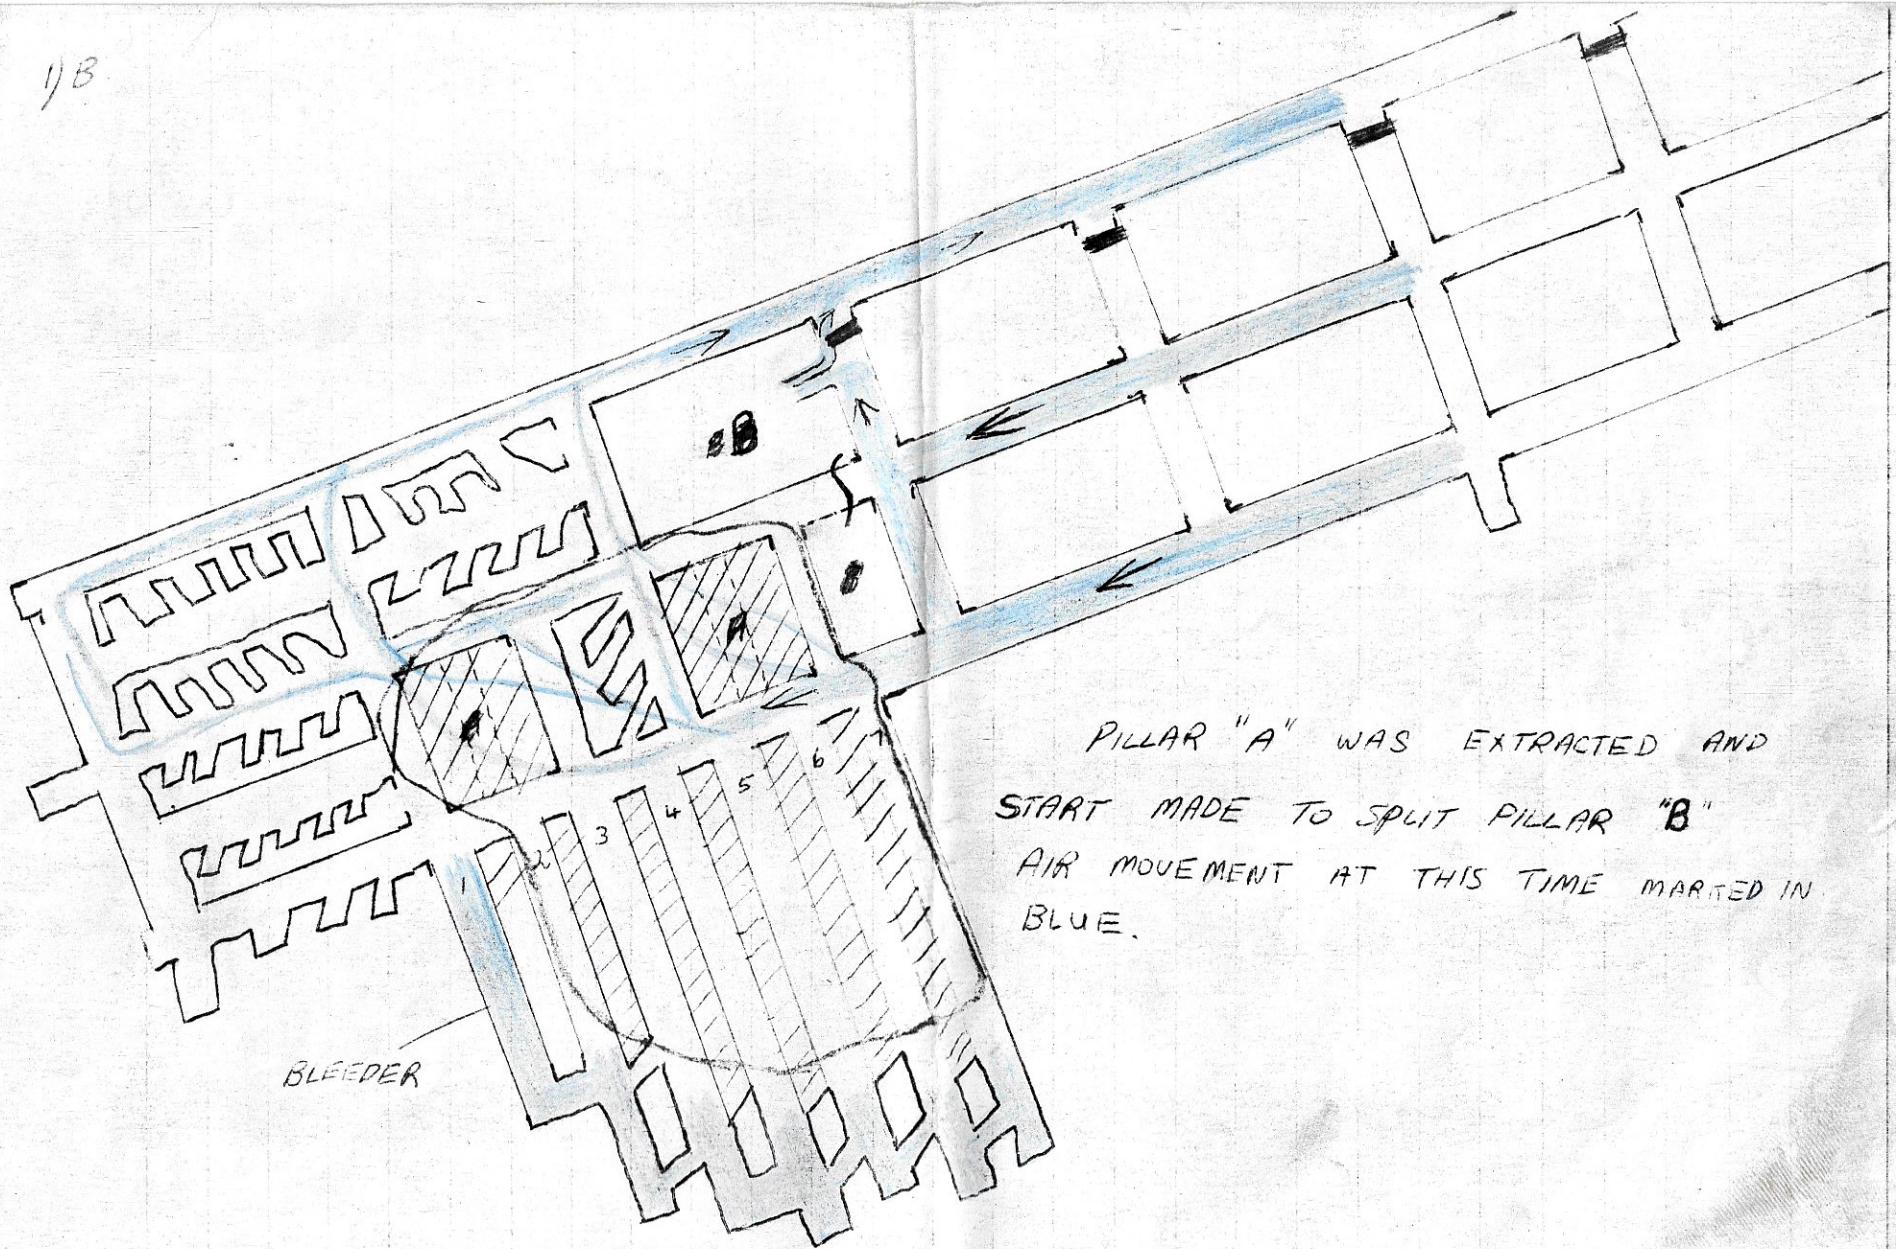 1) B
B
A
1
2
3
4
5
6
BLEEDER
PILLAR "A" WAS EXTRACTED AND
START MADE TO SPLIT PILLAR "B"
AIR MOVEMENT AT THIS TIME MARKED IN
BLUE.